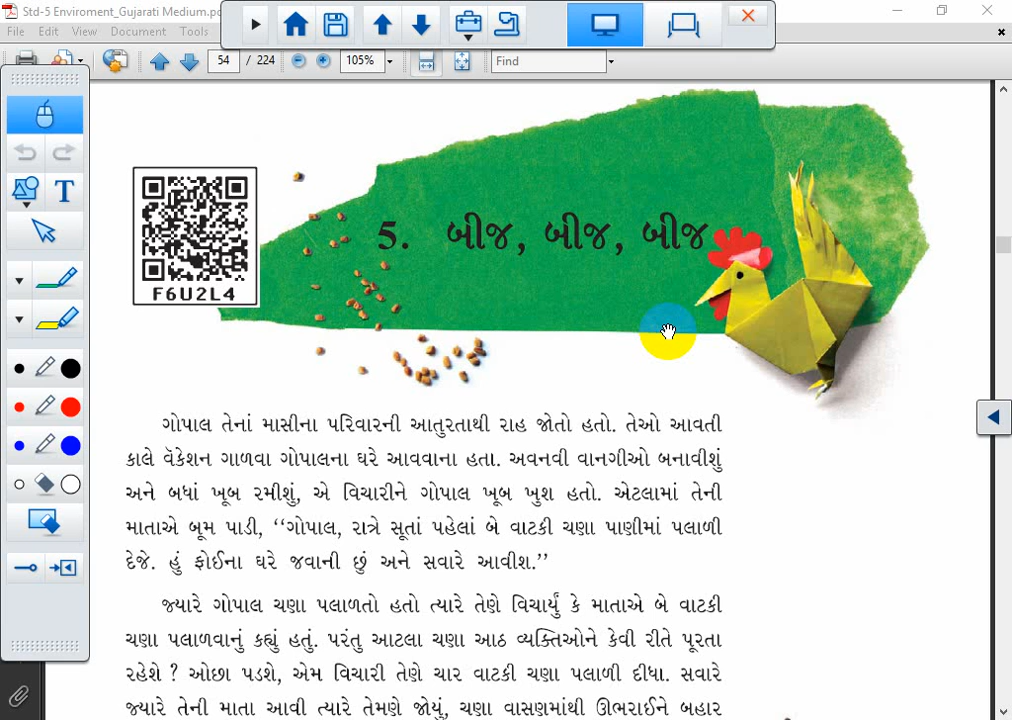 Std-5 Enviroment_Gujarati Medium.pc
File Edit View Document Tools
54 / 224 105% Find
T
5. બીજ, બીજ, બીજ
F6U2L4
ગોપાલ તેનાં માસીના પરિવારની આતુરતાથી રાહ જોતો હતો. તેઓ આવતી
કાલે વૅકેશન ગાળવા ગોપાલના ઘરે આવવાના હતા. અવનવી વાનગીઓ બનાવીશું
અને બધાં ખૂબ રમીશું, એ વિચારીને ગોપાલ ખૂબ ખુશ હતો. એટલામાં તેની
માતાએ બૂમ પાડી, ‘‘ગોપાલ, રાત્રે સૂતાં પહેલાં બે વાટકી ચણા પાણીમાં પલાળી
દેજે. હું ફોઈના ઘરે જવાની છું અને સવારે આવીશ.’’
જ્યારે ગોપાલ ચણા પલાળતો હતો ત્યારે તેણે વિચાર્યું કે માતાએ બે વાટકી
ચણા પલાળવાનું કહ્યું હતું. પરંતુ આટલા ચણા આઠ વ્યક્તિઓને કેવી રીતે પૂરતા
રહેશે ? ઓછા પડશે, એમ વિચારી તેણે ચાર વાટકી ચણા પલાળી દીધા. સવારે
જ્યારે તેની માતા આવી ત્યારે તેમણે જોયું, ચણા વાસણમાંથી ઊભરાઈને બહાર